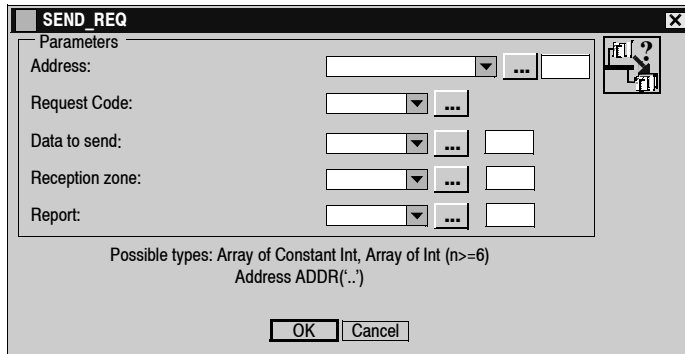 SEND_REQ
Parameters
Address:
...
Request Code:
...
Data to send:
...
Reception zone:
...
Report:
...
Possible types: Array of Constant Int, Array of Int (n>=6)
Address ADDR('..')
OK Cancel